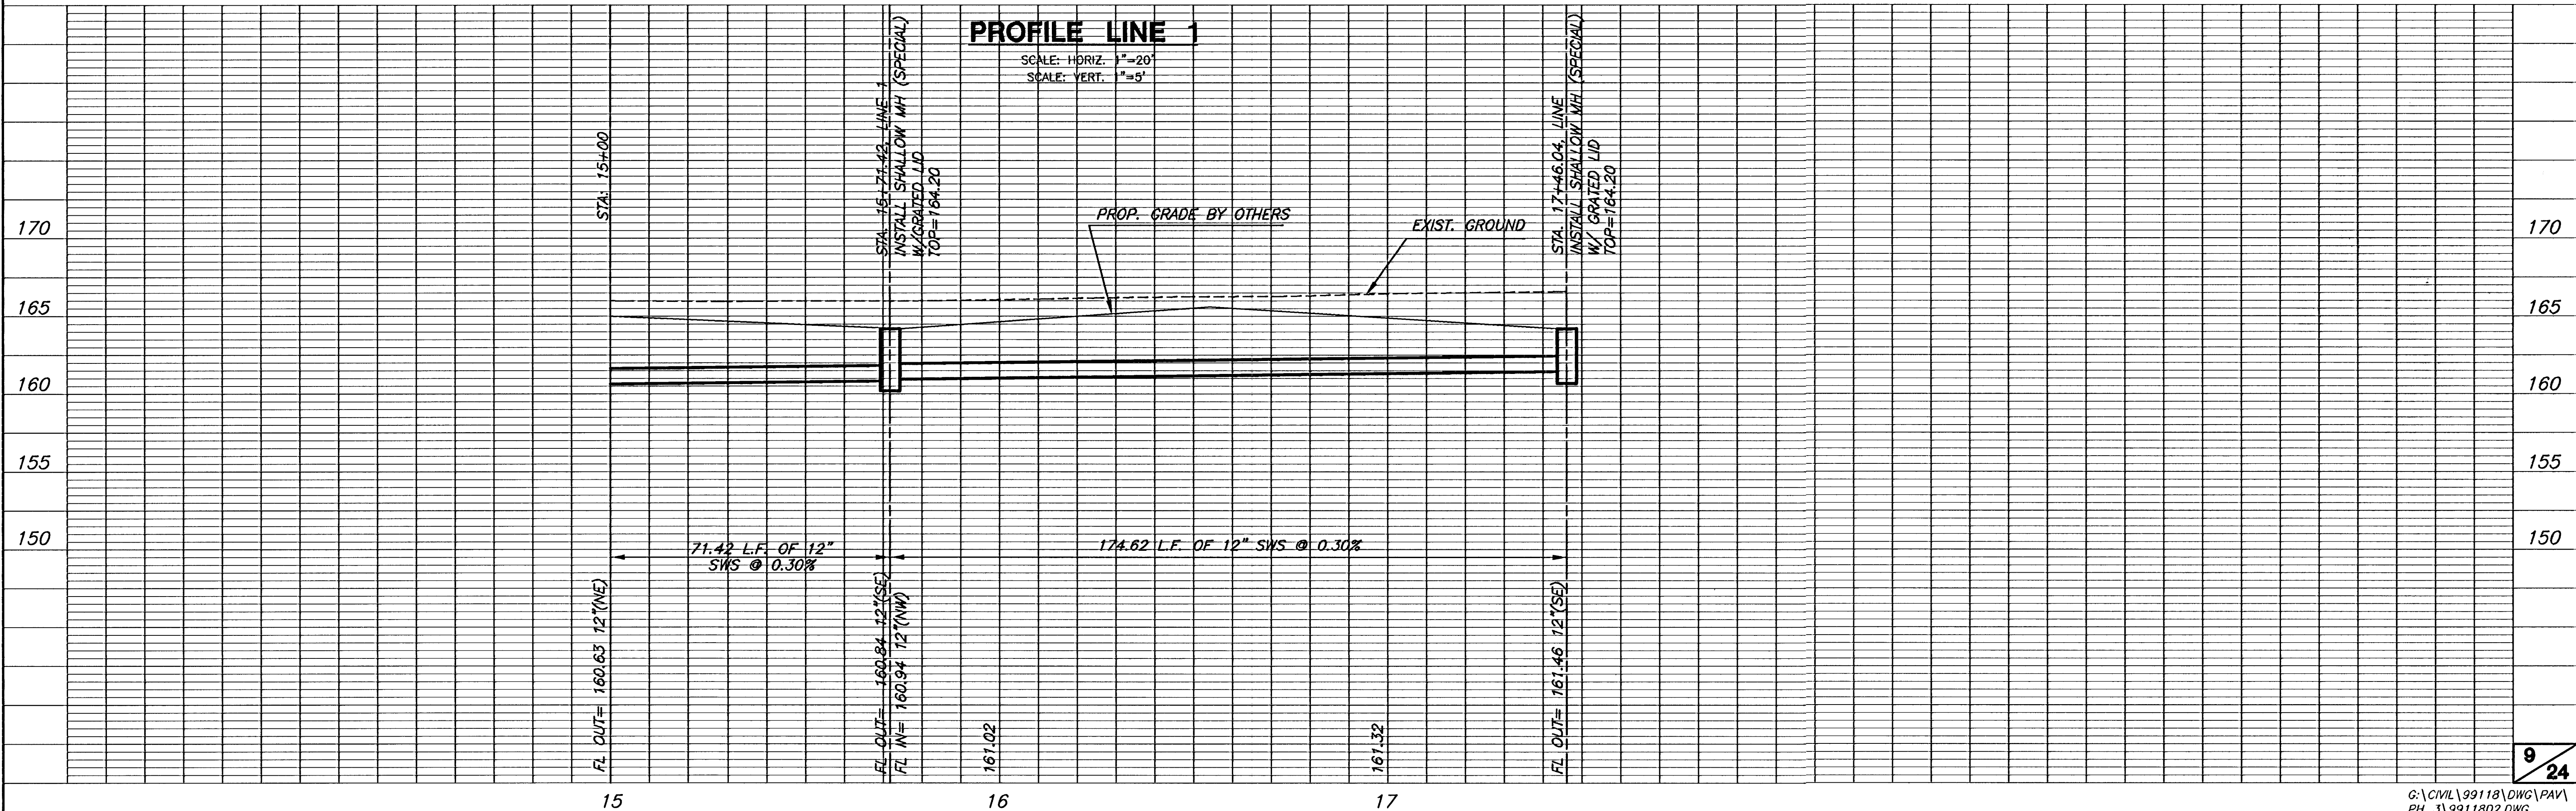 PROFILE LINE 1
SCALE: HORIZ. 1"=20'
SCALE: VERT. 1"=5'
STA: 15+00
STA. 15+71.42, LINE 1
INSTALL SHALLOW MH (SPECIAL)
W/GRATED LID
TOP=164.20
STA. 17+46.04, LINE
INSTALL SHALLOW MH (SPECIAL)
W/ GRATED LID
TOP=164.20
PROP. GRADE BY OTHERS
EXIST. GROUND
170
170
165
165
160
160
155
155
150
150
71.42 L.F. OF 12"
SWS @ 0.30%
174.62 L.F. OF 12" SWS @ 0.30%
FL OUT= 160.63 12"(NE)
FL OUT= 160.84 12"(SE)
FL IN= 160.94 12"(NW)
161.02
161.32
FL OUT= 161.46 12"(SE)
15
16
17
9
24
G:\CIVIL\99118\DWG\PAV\
PH_3\99118D2.DWG